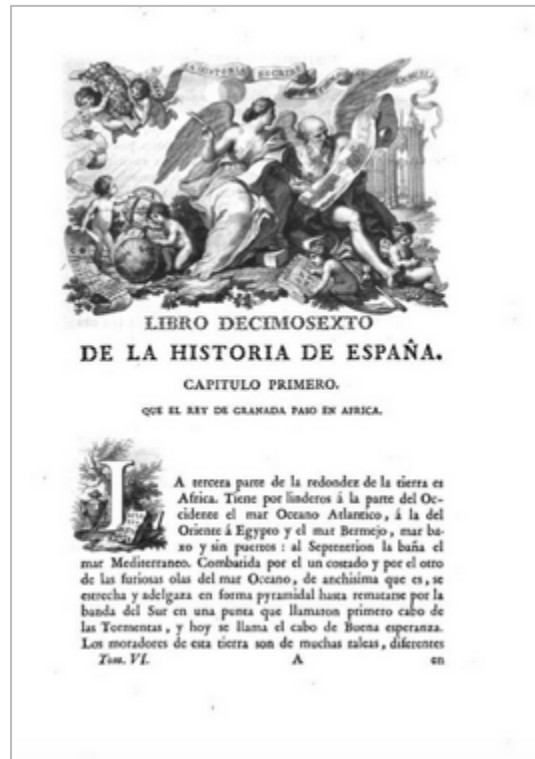 LA HISTORIA ESCRIBE
LIBRO DECIMOSEXTO
DE LA HISTORIA DE ESPAÑA.
CAPITULO PRIMERO.
QUE EL REY DE GRANADA PASO EN AFRICA.
LA tercera parte de la redondez de la tierra es
Africa. Tiene por linderos á la parte del Oc-
cidente el mar Oceano Atlantico, á la del
Oriente á Egypto y el mar Bermejo, mar ba-
xo y sin puertos : al Septentrion la baña el
mar Mediterraneo. Combatida por el un costado y por el otro
de las furiosas olas del mar Oceano, de anchisima que es, se
estrecha y adelgaza en forma pyramidal hasta rematarse por la
banda del Sur en una punta que llamaron primero cabo de
las Tormentas, y hoy se llama el cabo de Buena esperanza.
Los moradores de esta tierra son de muchas raleas, diferentes
Tom. VI. A en